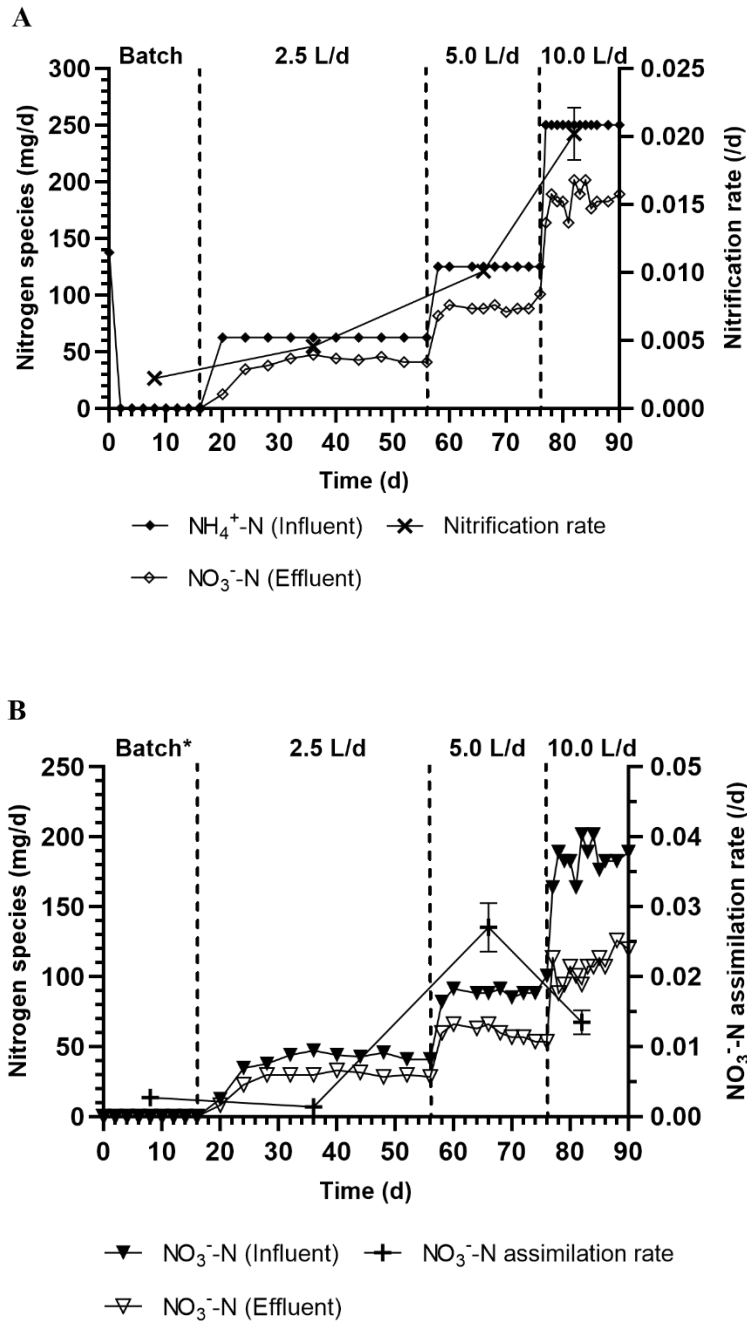 A
Batch 2.5 L/d 5.0 L/d 10.0 L/d
Nitrogen species (mg/d)
300
250
200
150
100
50
0
0.025
0.020
0.015
0.010
0.005
0.000
Nitrification rate (/d)
0 10 20 30 40 50 60 70 80 90
Time (d)
NH₄⁺-N (Influent) Nitrification rate
NO₃⁻-N (Effluent)
B
Batch* 2.5 L/d 5.0 L/d 10.0 L/d
Nitrogen species (mg/d)
250
200
150
100
50
0
0.05
0.04
0.03
0.02
0.01
0.00
NO₃⁻-N assimilation rate (/d)
0 10 20 30 40 50 60 70 80 90
Time (d)
NO₃⁻-N (Influent) NO₃⁻-N assimilation rate
NO₃⁻-N (Effluent)